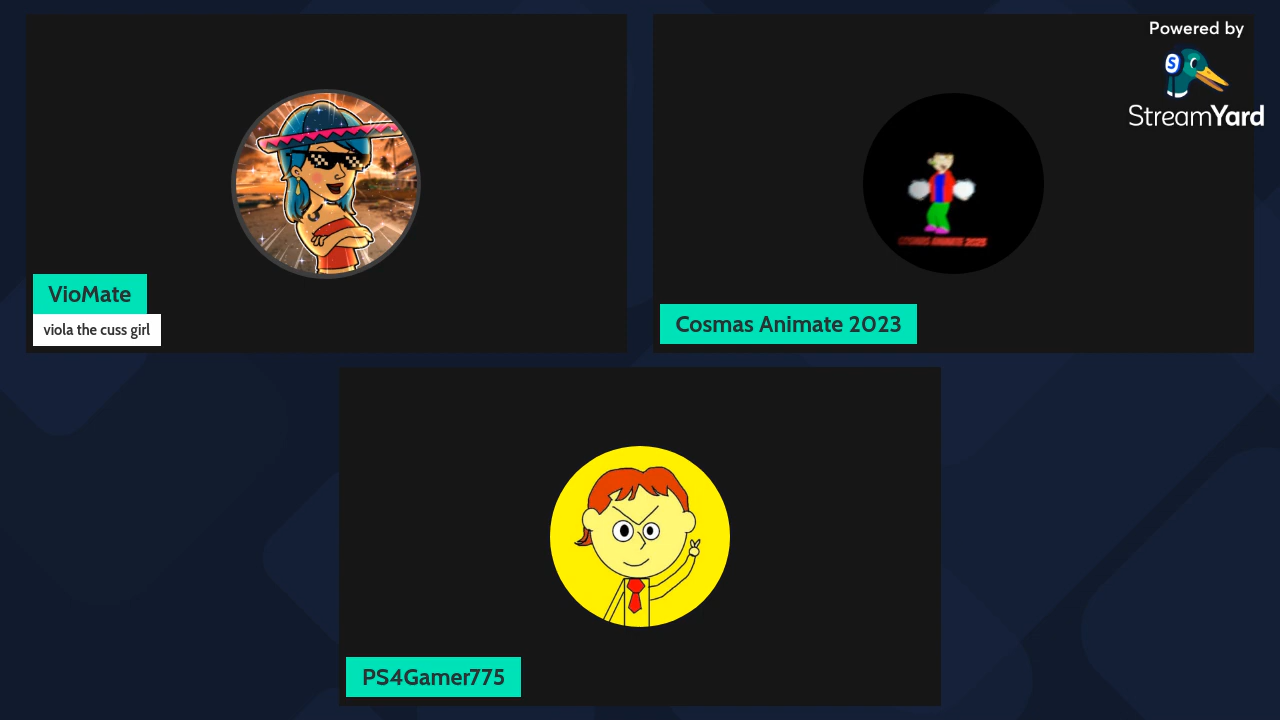 Powered by
S
StreamYard
VioMate
viola the cuss girl
Cosmas Animate 2023
PS4Gamer775